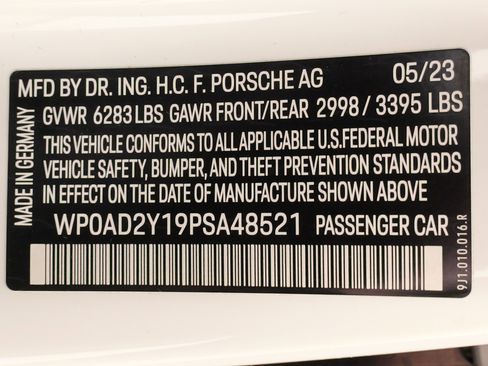 MADE IN GERMANY
MFD BY DR. ING. H.C. F. PORSCHE AG 05/23
GVWR 6283 LBS GAWR FRONT/REAR 2998 / 3395 LBS
THIS VEHICLE CONFORMS TO ALL APPLICABLE U.S.FEDERAL MOTOR
VEHICLE SAFETY, BUMPER, AND THEFT PREVENTION STANDARDS
IN EFFECT ON THE DATE OF MANUFACTURE SHOWN ABOVE
WP0AD2Y19PSA48521 PASSENGER CAR
9J1.010.016.R